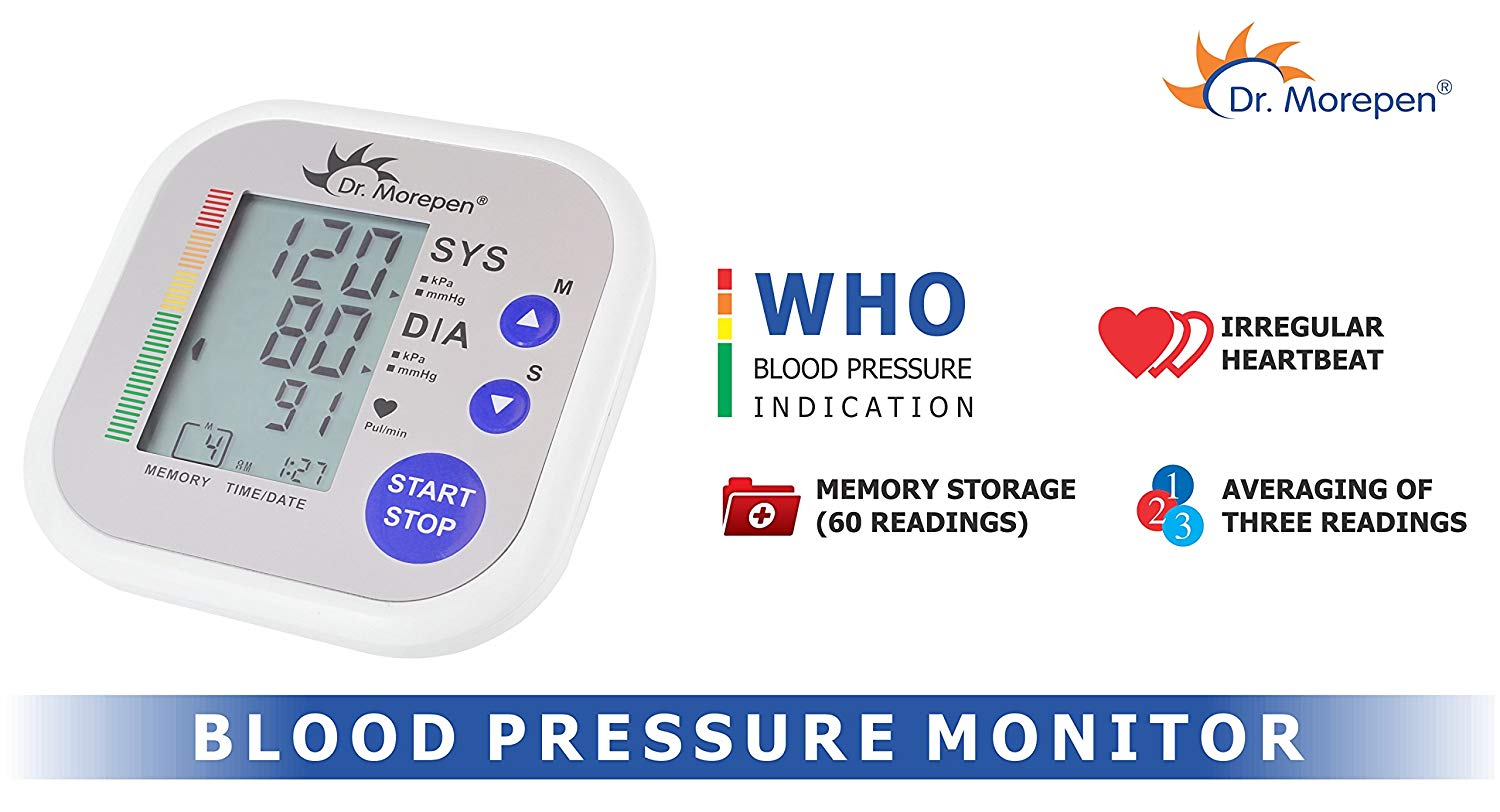 Dr. Morepen®
Dr. Morepen®
120
SYS
kPa
mmHg
M
80
DIA
kPa
mmHg
S
91
Pul/min
M
4
AM 1:27
MEMORY TIME/DATE
START
STOP
WHO
BLOOD PRESSURE
INDICATION
IRREGULAR
HEARTBEAT
MEMORY STORAGE
(60 READINGS)
1
2
3
AVERAGING OF
THREE READINGS
BLOOD PRESSURE MONITOR